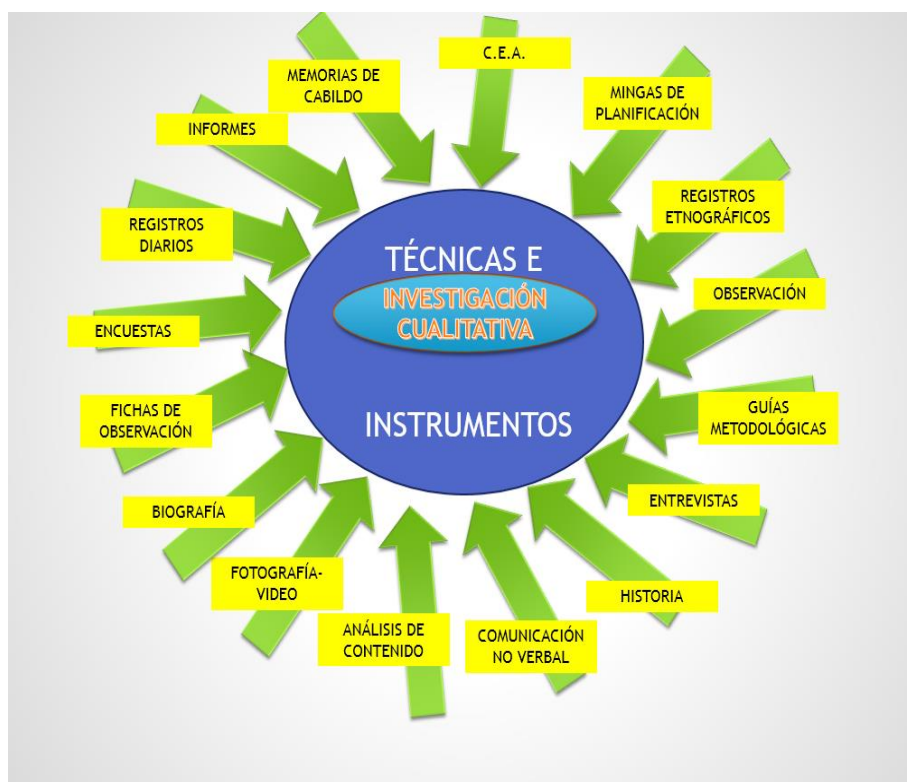 C.E.A.
MEMORIAS DE
CABILDO
MINGAS DE
PLANIFICACIÓN
INFORMES
REGISTROS
ETNOGRÁFICOS
REGISTROS
DIARIOS
OBSERVACIÓN
ENCUESTAS
GUÍAS
METODOLÓGICAS
FICHAS DE
OBSERVACIÓN
ENTREVISTAS
BIOGRAFÍA
HISTORIA
FOTOGRAFÍA-
VIDEO
ANÁLISIS DE
CONTENIDO
COMUNICACIÓN
NO VERBAL
TÉCNICAS E
INVESTIGACIÓN
CUALITATIVA
INSTRUMENTOS